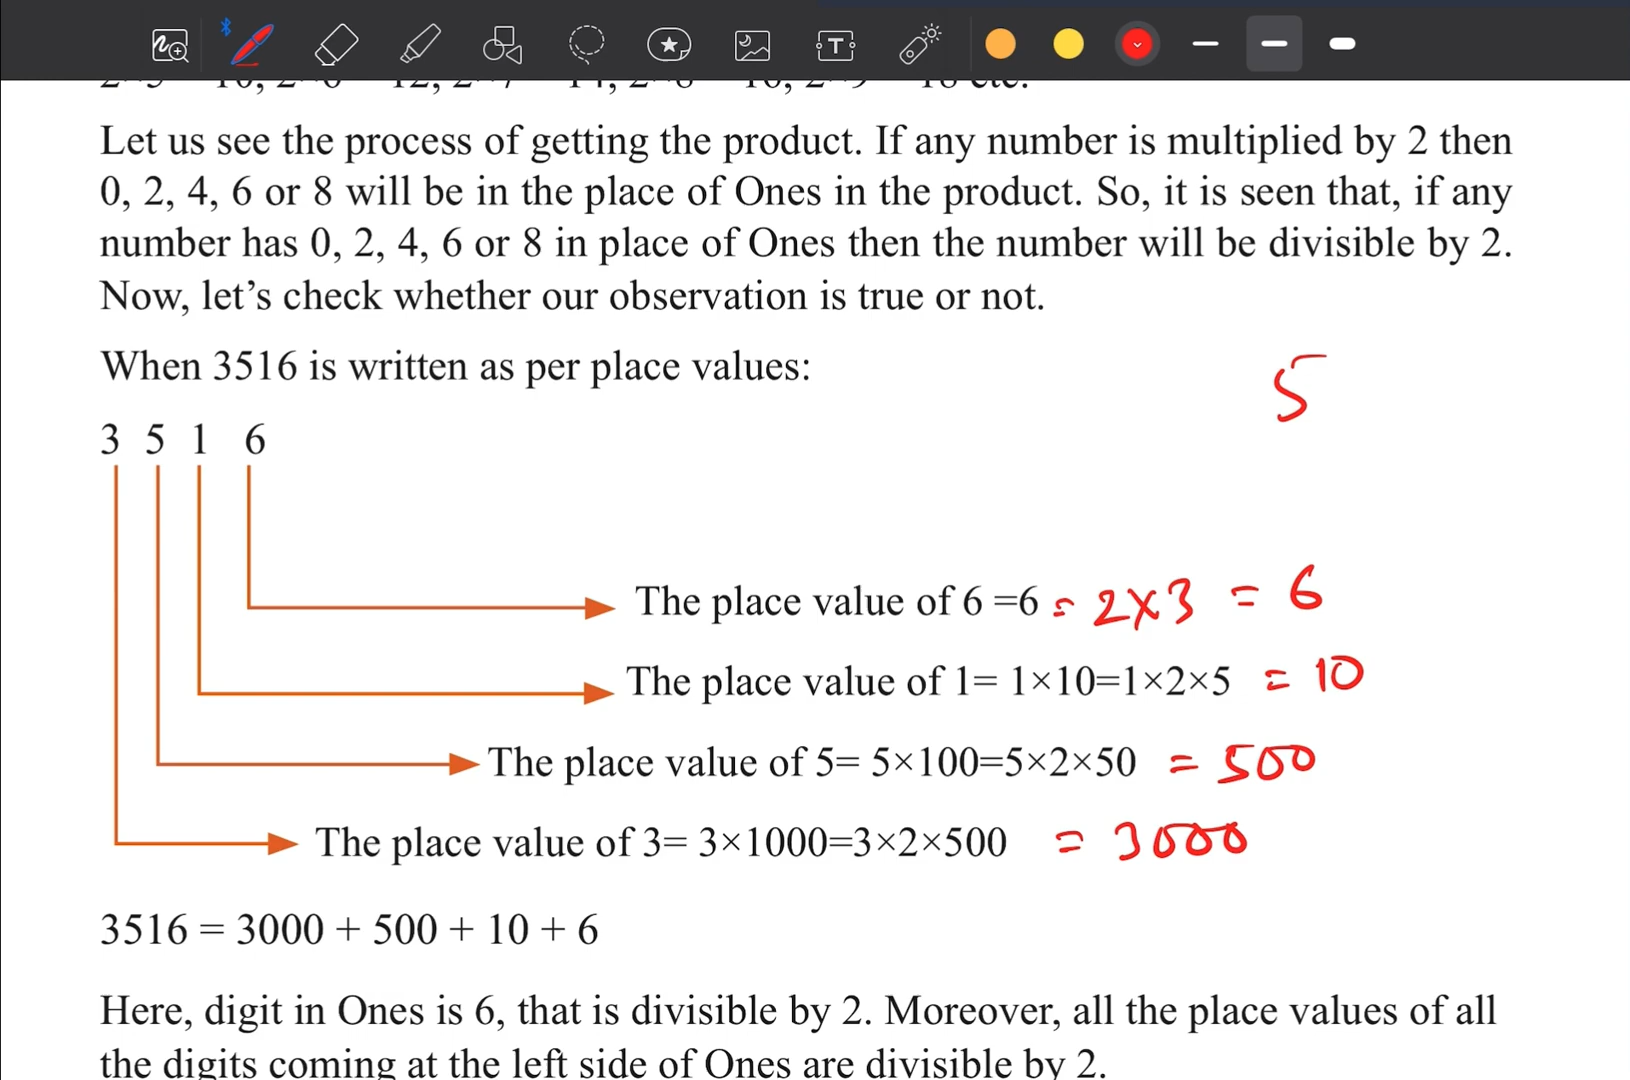 Let us see the process of getting the product. If any number is multiplied by 2 then
0, 2, 4, 6 or 8 will be in the place of Ones in the product. So, it is seen that, if any
number has 0, 2, 4, 6 or 8 in place of Ones then the number will be divisible by 2.
Now, let’s check whether our observation is true or not.
When 3516 is written as per place values:
5
3 5 1 6
The place value of 6 =6 = 2×3 = 6
The place value of 1= 1×10=1×2×5 = 10
The place value of 5= 5×100=5×2×50 = 500
The place value of 3= 3×1000=3×2×500 = 3000
3516 = 3000 + 500 + 10 + 6
Here, digit in Ones is 6, that is divisible by 2. Moreover, all the place values of all
the digits coming at the left side of Ones are divisible by 2.